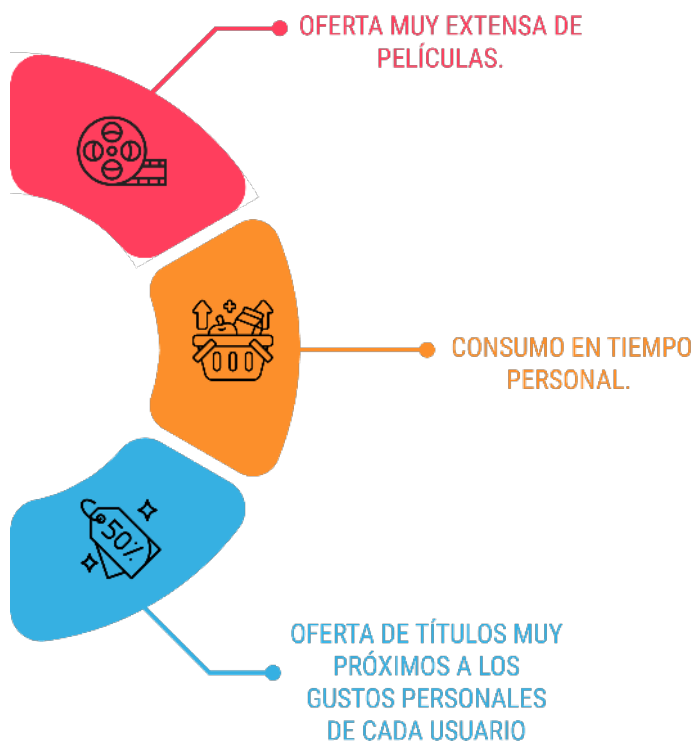 OFERTA MUY EXTENSA DE
PELÍCULAS.
CONSUMO EN TIEMPO
PERSONAL.
50%
OFERTA DE TÍTULOS MUY
PRÓXIMOS A LOS
GUSTOS PERSONALES
DE CADA USUARIO